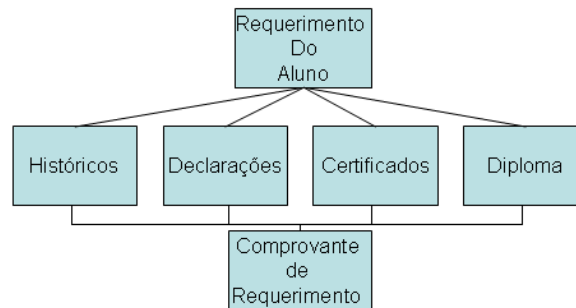 Requerimento
Do
Aluno
Históricos
Declarações
Certificados
Diploma
Comprovante
de
Requerimento